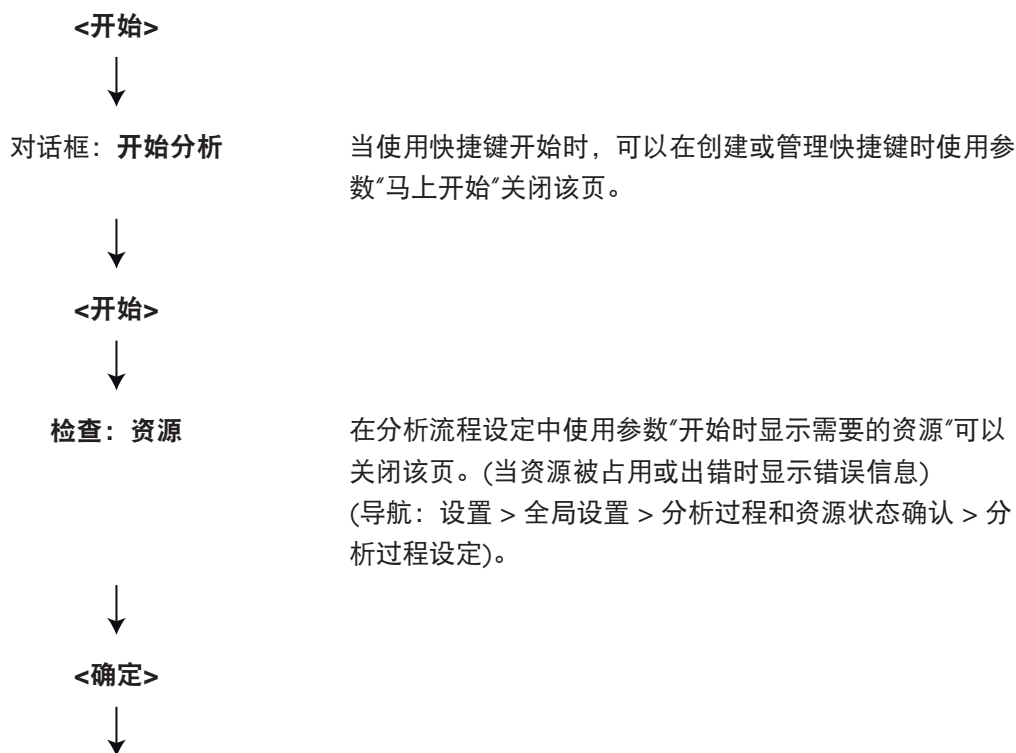 <开始>
对话框：开始分析
当使用快捷键开始时，可以在创建或管理快捷键时使用参
数″马上开始″关闭该页。
<开始>
检查：资源
在分析流程设定中使用参数″开始时显示需要的资源″可以
关闭该页。(当资源被占用或出错时显示错误信息)
(导航：设置 > 全局设置 > 分析过程和资源状态确认 > 分
析过程设定)。
<确定>